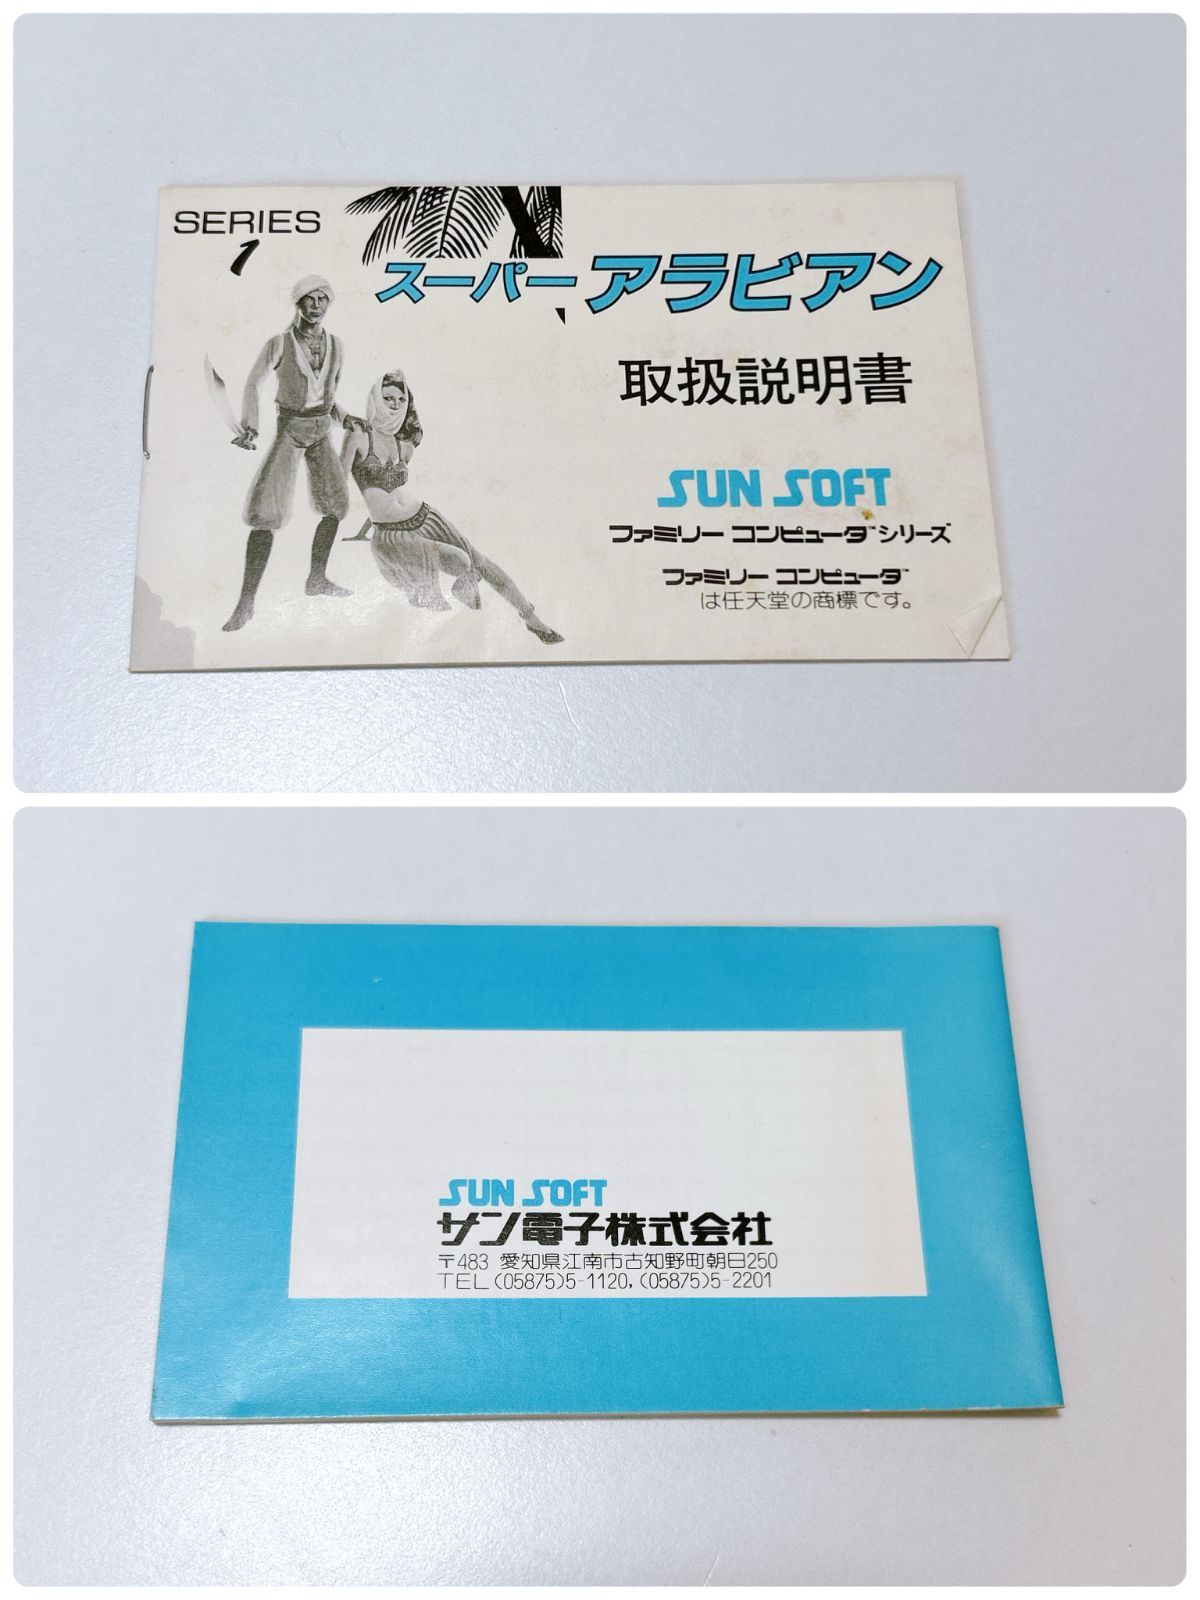 SERIES
1
スーパーアラビアン
取扱説明書
SUN SOFT
ファミリー コンピュータ™シリーズ
ファミリー コンピュータ™
は任天堂の商標です。
SUN SOFT
サン電子株式会社
〒483 愛知県江南市古知野町朝日250
TEL(05875)5-1120,(05875)5-2201